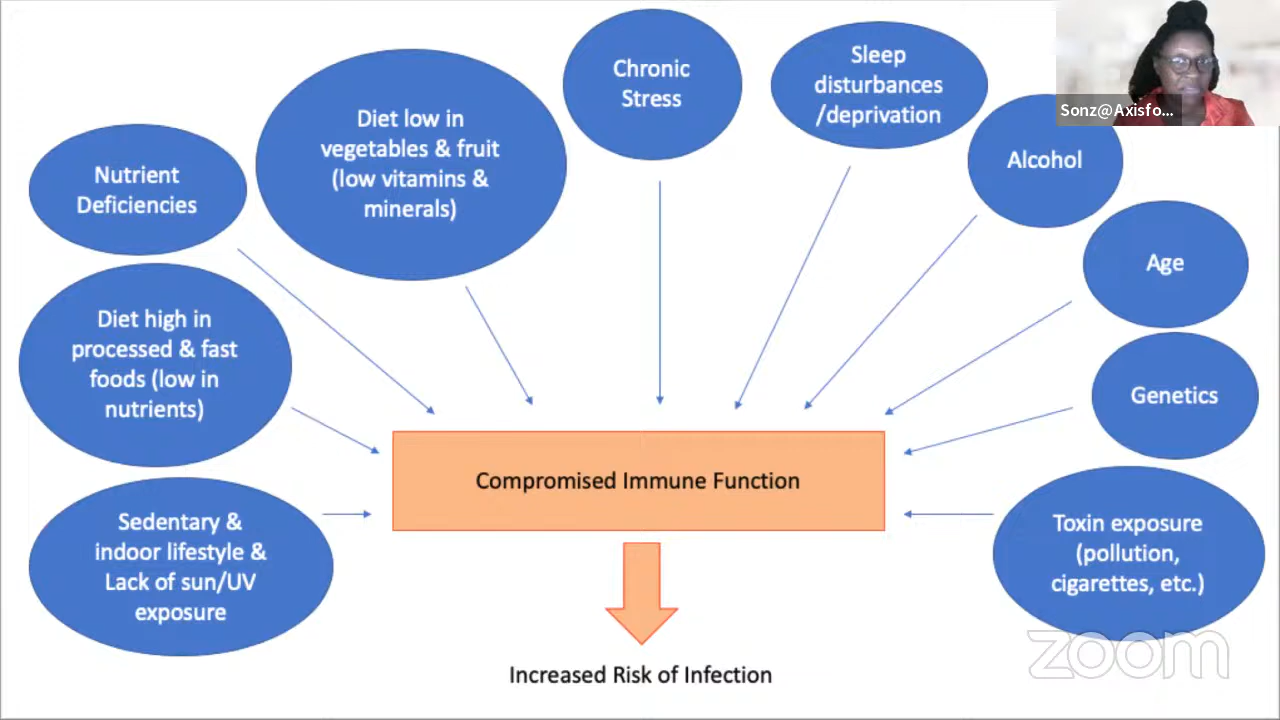 Chronic
Stress
Sleep
disturbances
/deprivation
Sonz@Axisfo...
Diet low in
vegetables & fruit
(low vitamins &
minerals)
Alcohol
Nutrient
Deficiencies
Age
Diet high in
processed & fast
foods (low in
nutrients)
Genetics
Compromised Immune Function
Sedentary &
indoor lifestyle &
Lack of sun/UV
exposure
Toxin exposure
(pollution,
cigarettes, etc.)
zoom
Increased Risk of Infection